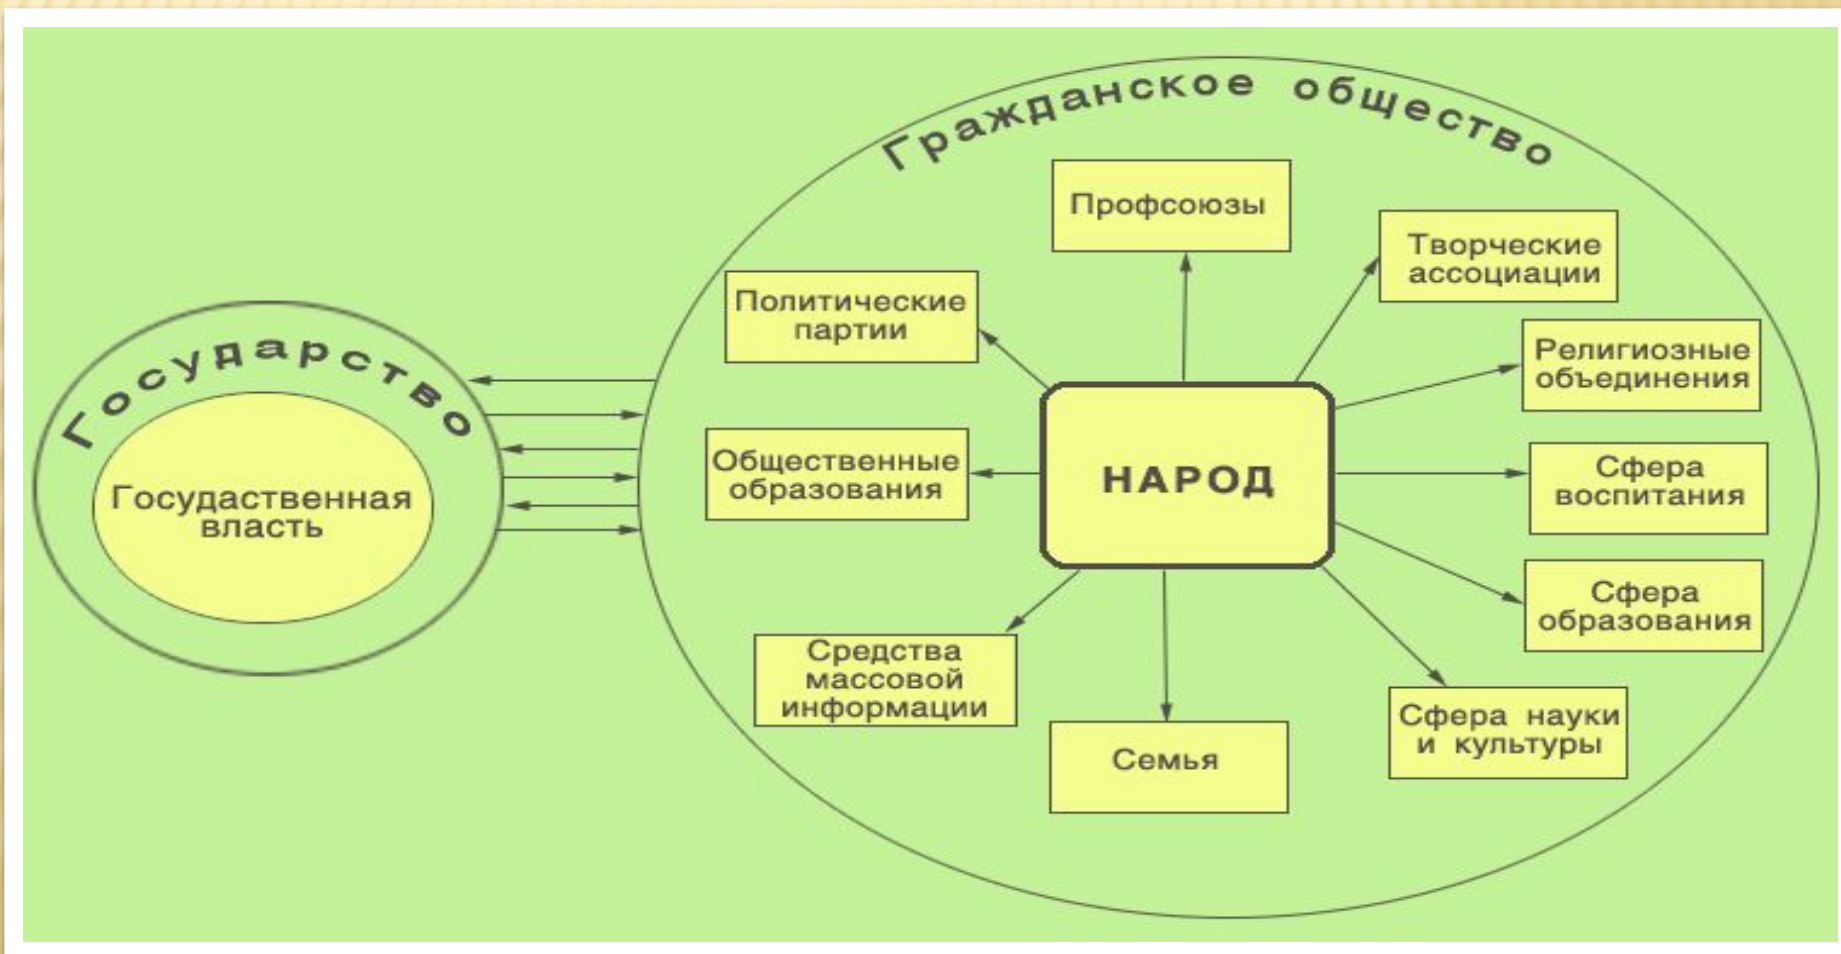 Гражданское общество
Профсоюзы
Творческие
ассоциации
Политические
партии
Религиозные
объединения
Государство
Государственная
власть
Общественные
образования
НАРОД
Сфера
воспитания
Сфера
образования
Средства
массовой
информации
Семья
Сфера науки
и культуры